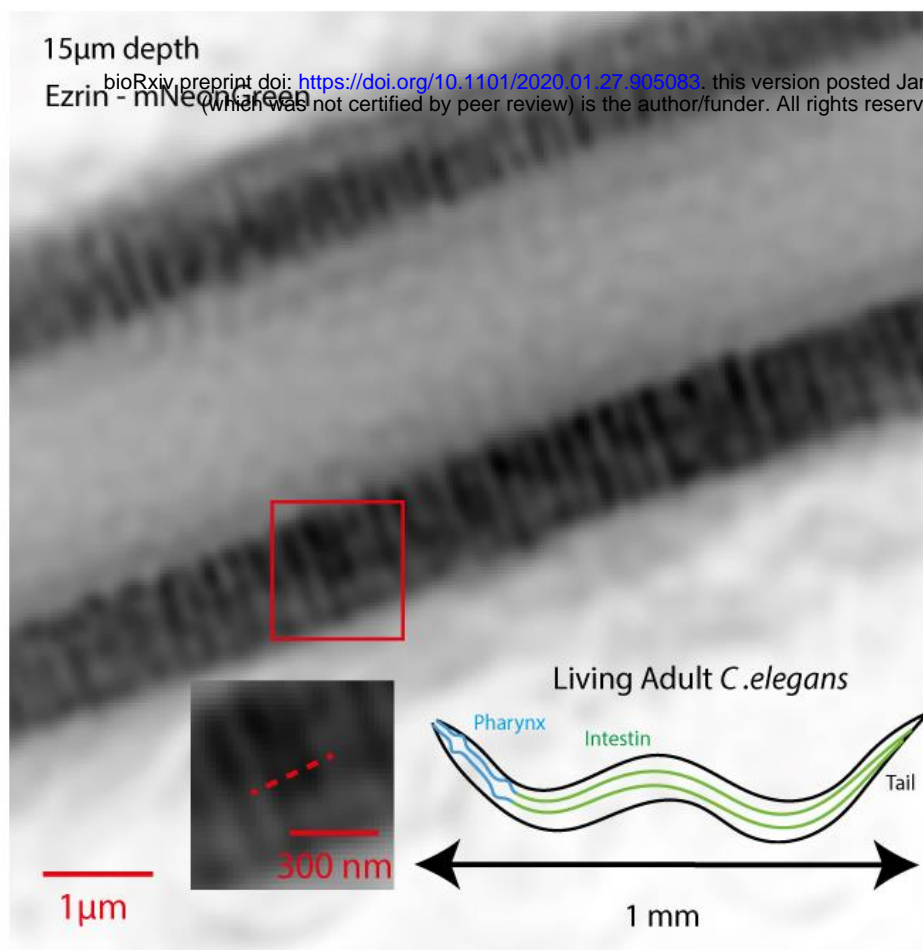 15µm depth
bioRxiv preprint doi: https://doi.org/10.1101/2020.01.27.905083. this version posted Jan
Ezrin - mNeonGreen
(which was not certified by peer review) is the author/funder. All rights reserv
Living Adult C.elegans
Pharynx
Intestin
Tail
300 nm
1µm
1 mm